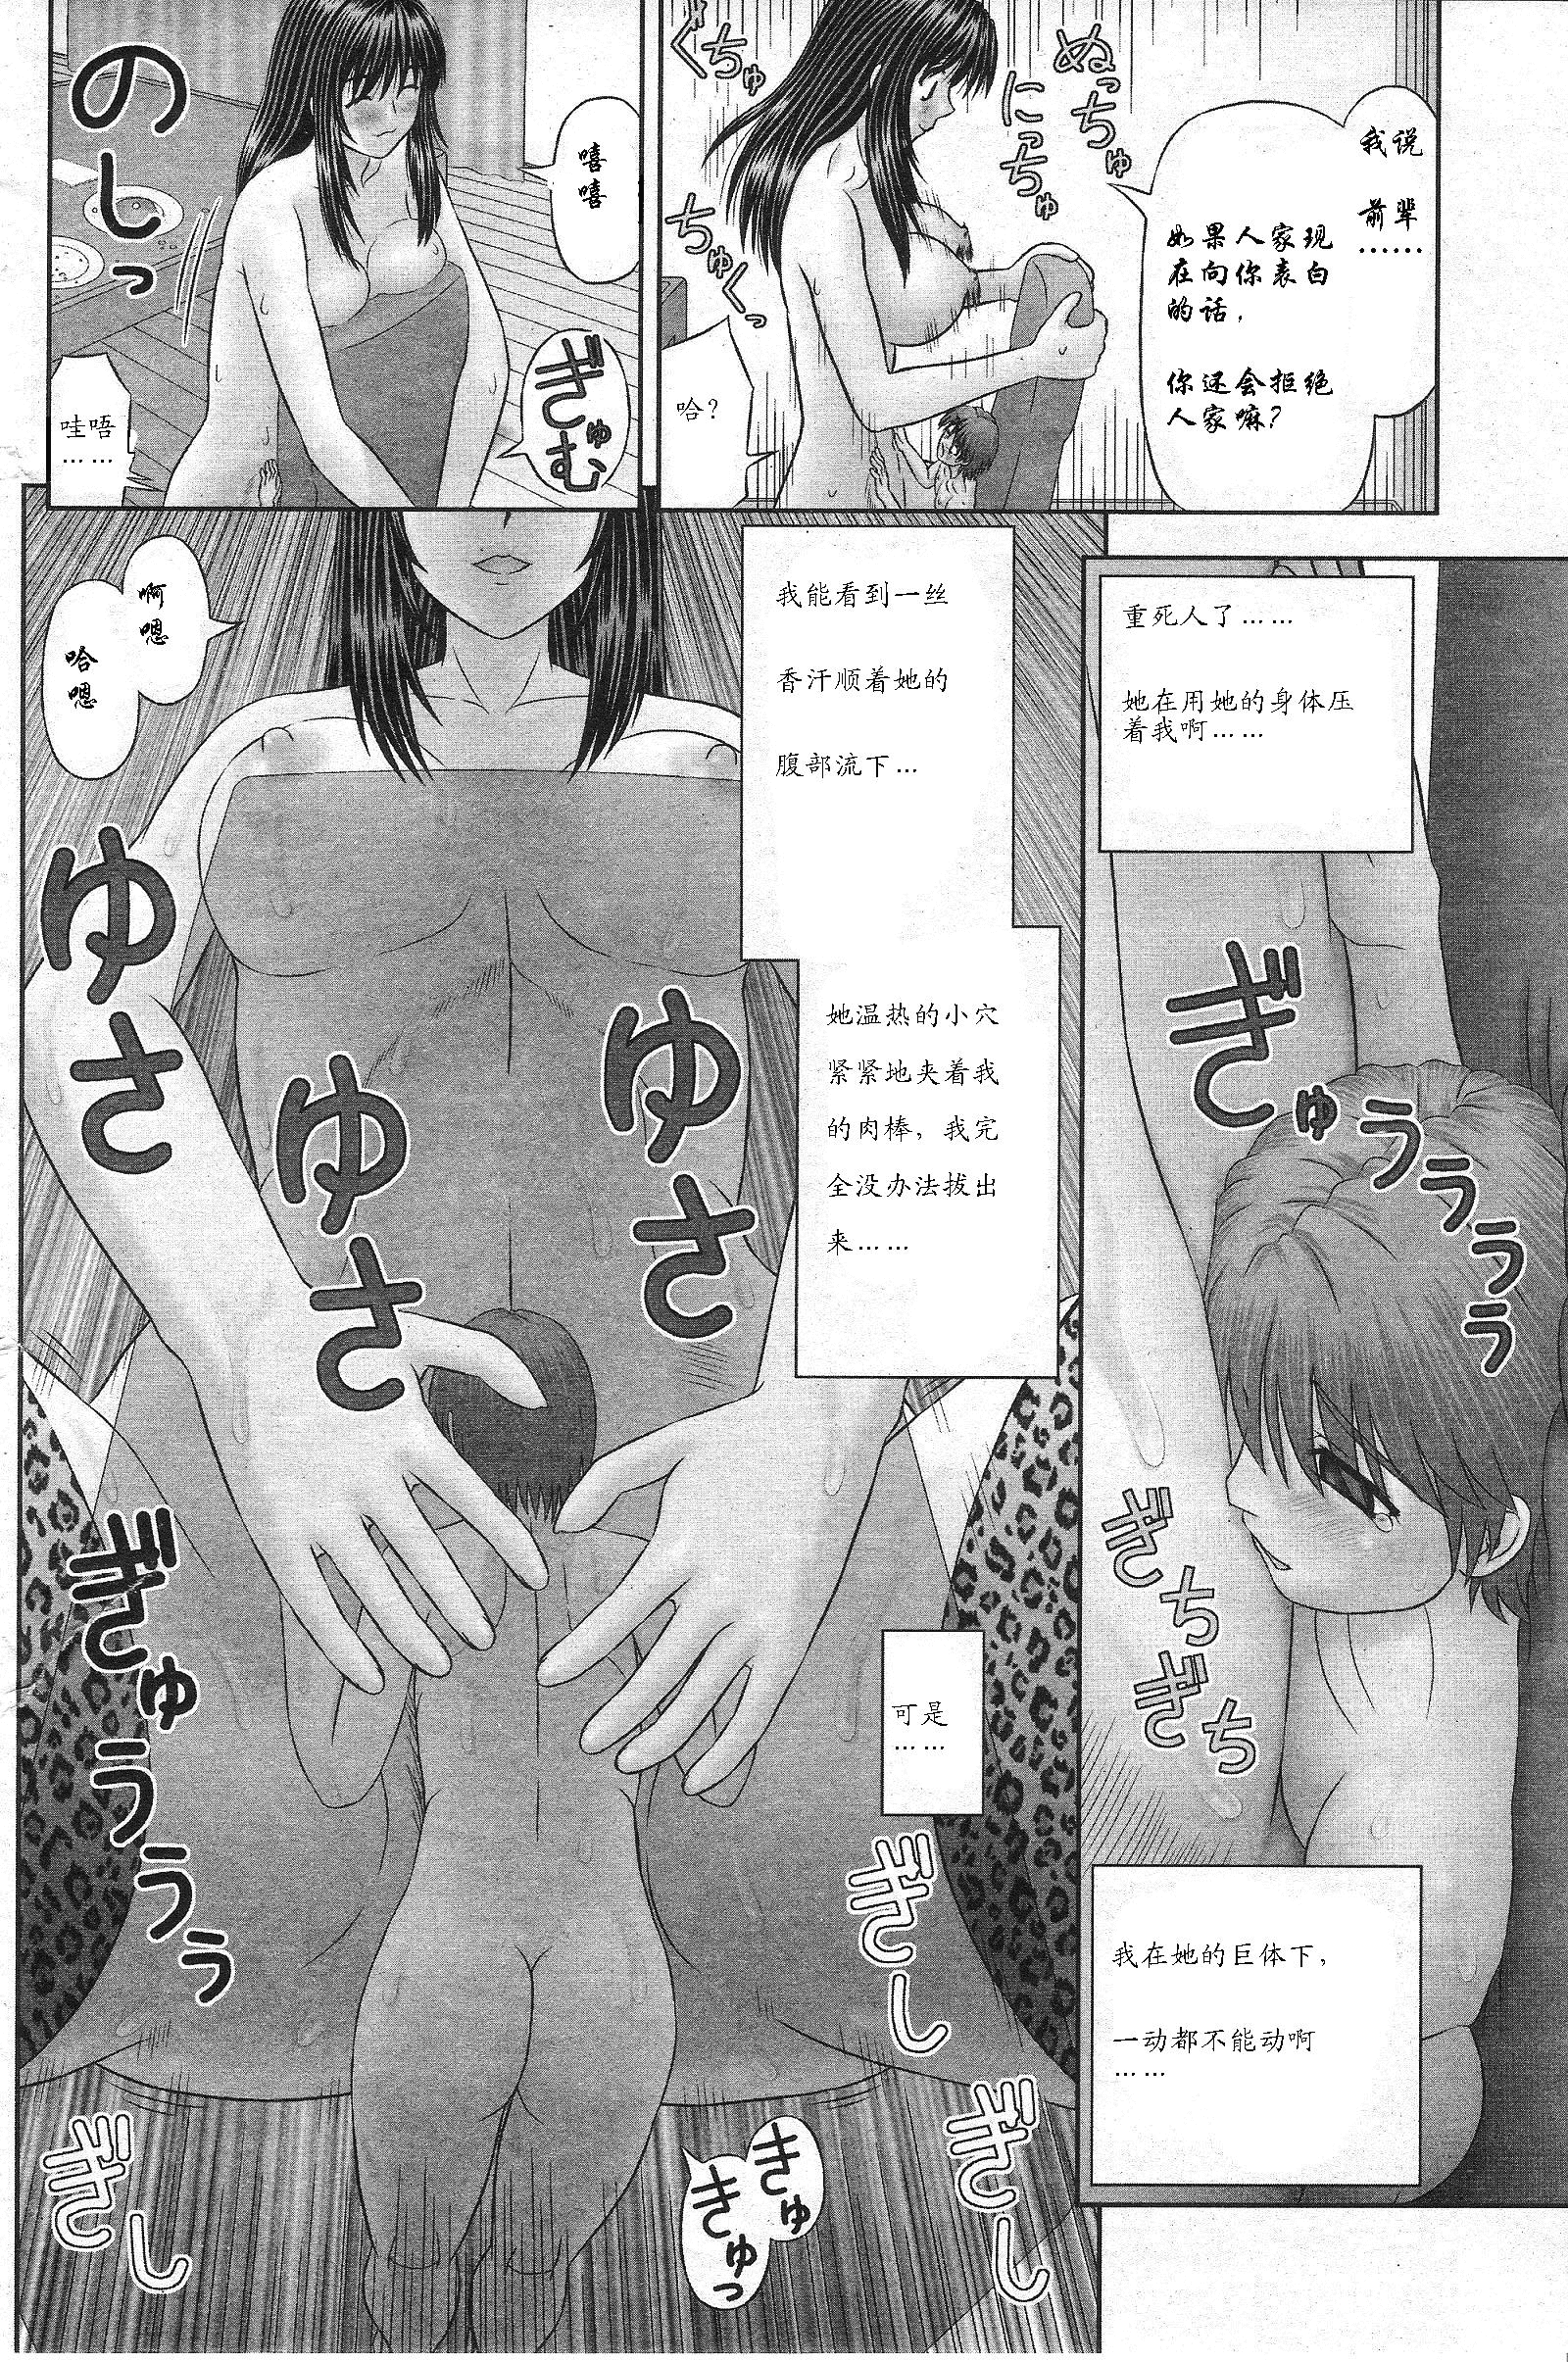 我说
前辈
……
如果人家现
在向你表白
的话，
你还会拒绝
人家嘛？
ぬっちゅ
にっちゅ
ぐちゅ
ちゅくっ
哈？
嘻
嘻
のしっ
ぎゅむ
哇唔
……
重死人了……
她在用她的身体压
着我啊……
ぎゅううぅぅ
ぎち
ぎち
我在她的巨体下，
一动都不能动啊
……
我能看到一丝
香汗顺着她的
腹部流下…
她温热的小穴
紧紧地夹着我
的肉棒，我完
全没办法拔出
来……
可是
……
啊
嗯
哈
嗯
ゆさ
ゆさ
ゆさ
ぎゅううぅ
ぎし
ぎし
ぎし
きゅ
きゅっ